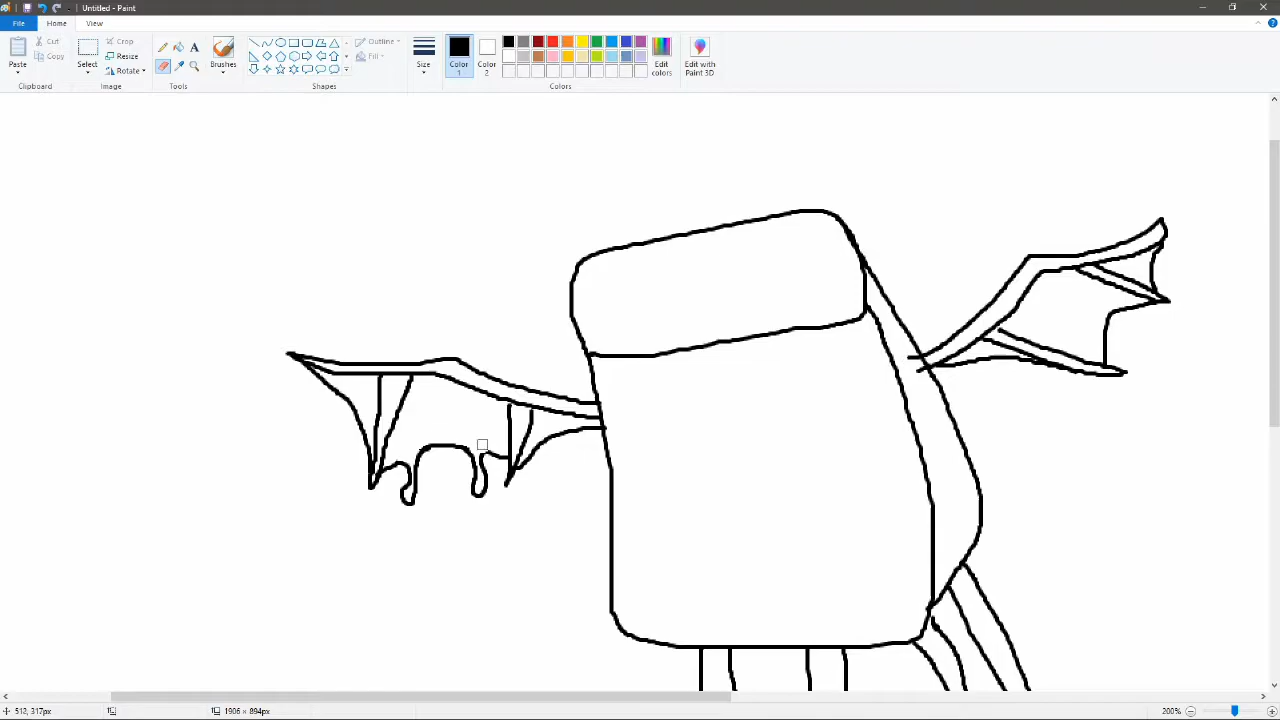 Untitled - Paint
File
Home
View
Paste
Cut
Copy
Clipboard
Select
Crop
Resize
Rotate
Image
A
Tools
Brushes
Outline
Fill
Shapes
Size
Color 1
Color 2
Edit colors
Edit with Paint 3D
Colors
512, 317px
1906 × 894px
200%